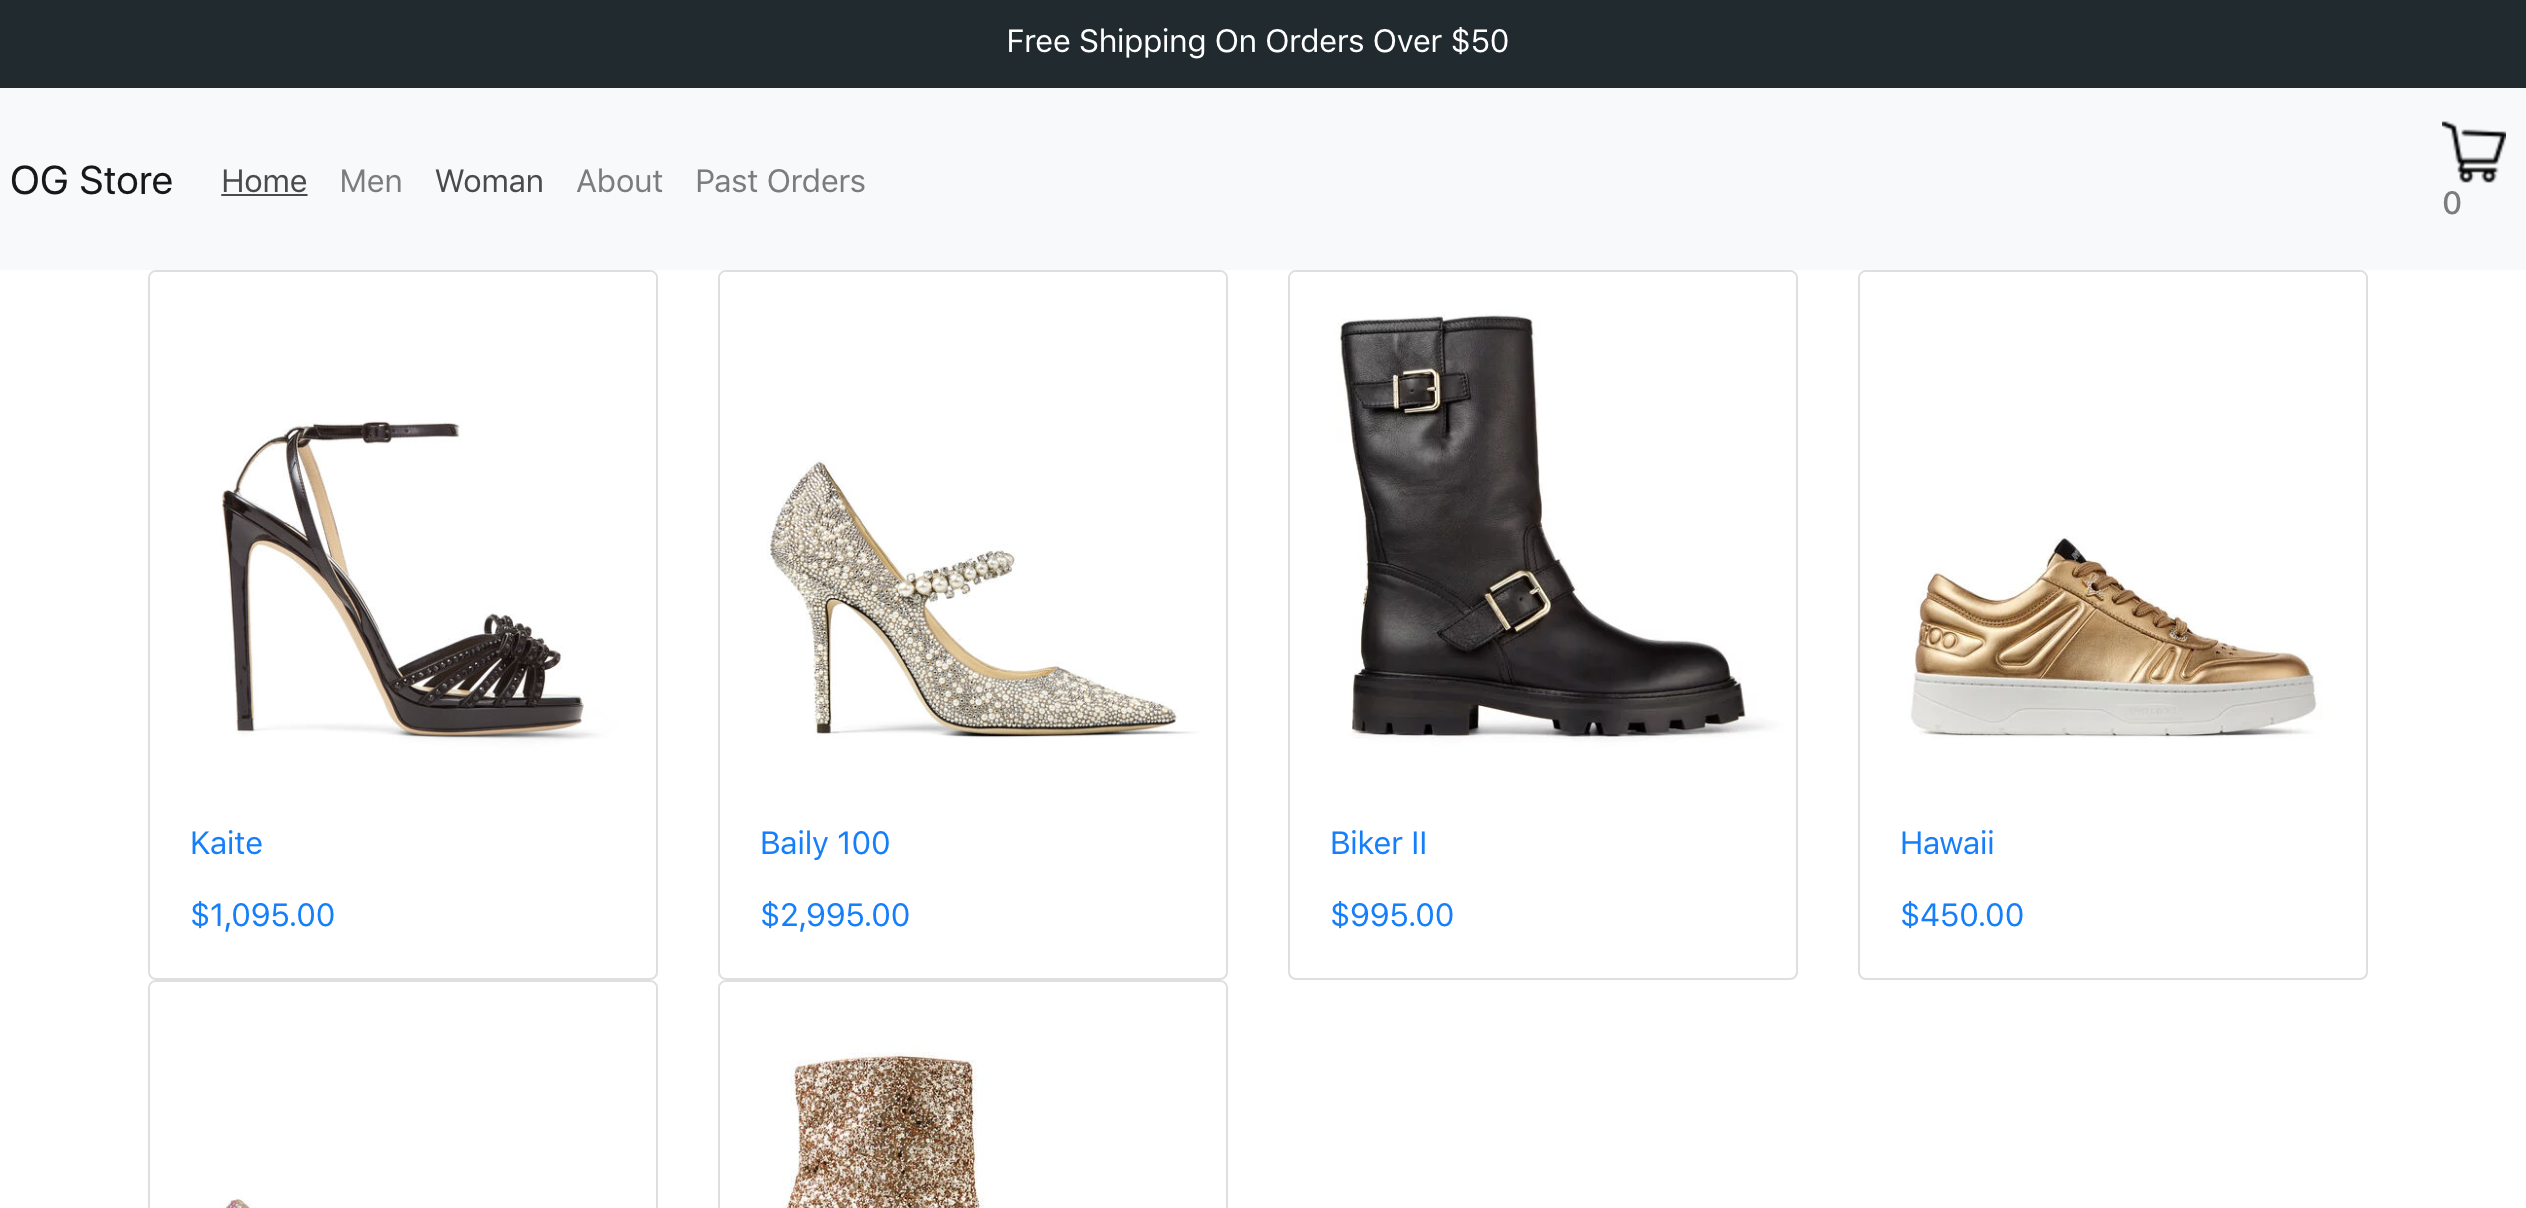 Free Shipping On Orders Over $50
OG Store Home Men Woman About Past Orders
0
Kaite
$1,095.00
Baily 100
$2,995.00
Biker II
$995.00
Hawaii
$450.00